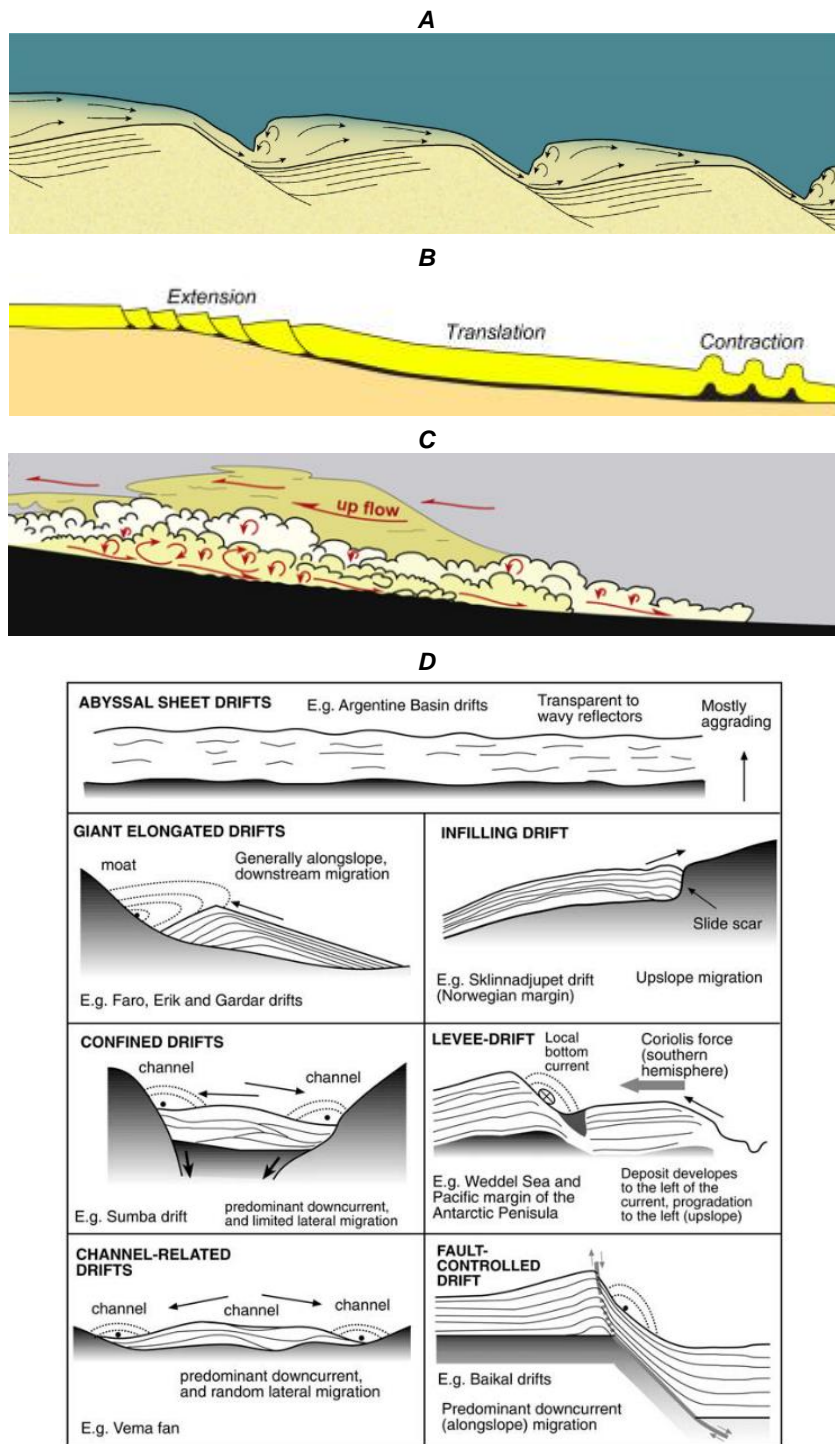 A
B
Extension
Translation
Contraction
C
up flow
D
ABYSSAL SHEET DRIFTS
E.g. Argentine Basin drifts
Transparent to
wavy reflectors
Mostly
aggrading
GIANT ELONGATED DRIFTS
moat
Generally alongslope,
downstream migration
E.g. Faro, Erik and Gardar drifts
INFILLING DRIFT
Slide scar
E.g. Sklinnadjupet drift
(Norwegian margin)
Upslope migration
CONFINED DRIFTS
channel
channel
E.g. Sumba drift
predominant downcurrent,
and limited lateral migration
LEVEE-DRIFT
Local
bottom
current
Coriolis force
(southern
hemisphere)
E.g. Weddel Sea and
Pacific margin of the
Antarctic Penisula
Deposit developes
to the left of the
current, progradation
to the left (upslope)
CHANNEL-RELATED
DRIFTS
channel
channel
channel
predominant downcurrent,
and random lateral migration
E.g. Vema fan
FAULT-
CONTROLLED
DRIFT
E.g. Baikal drifts
Predominant downcurrent
(alongslope) migration